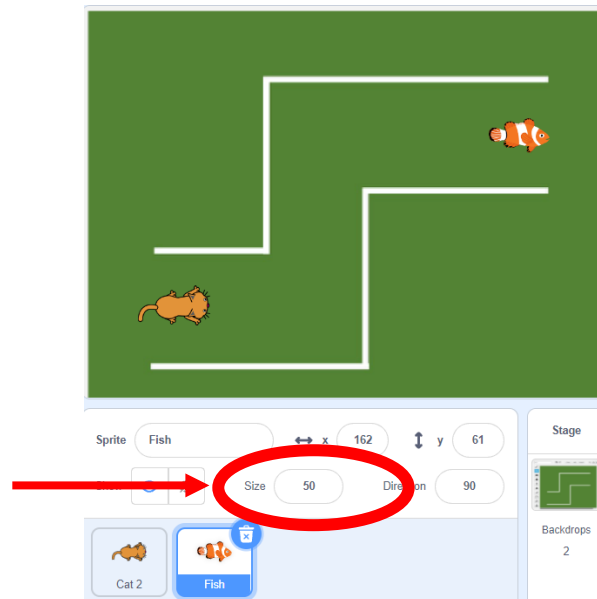 Sprite Fish x 162 y 61
Size 50 Direction 90
Stage
Backdrops
2
Cat 2 Fish